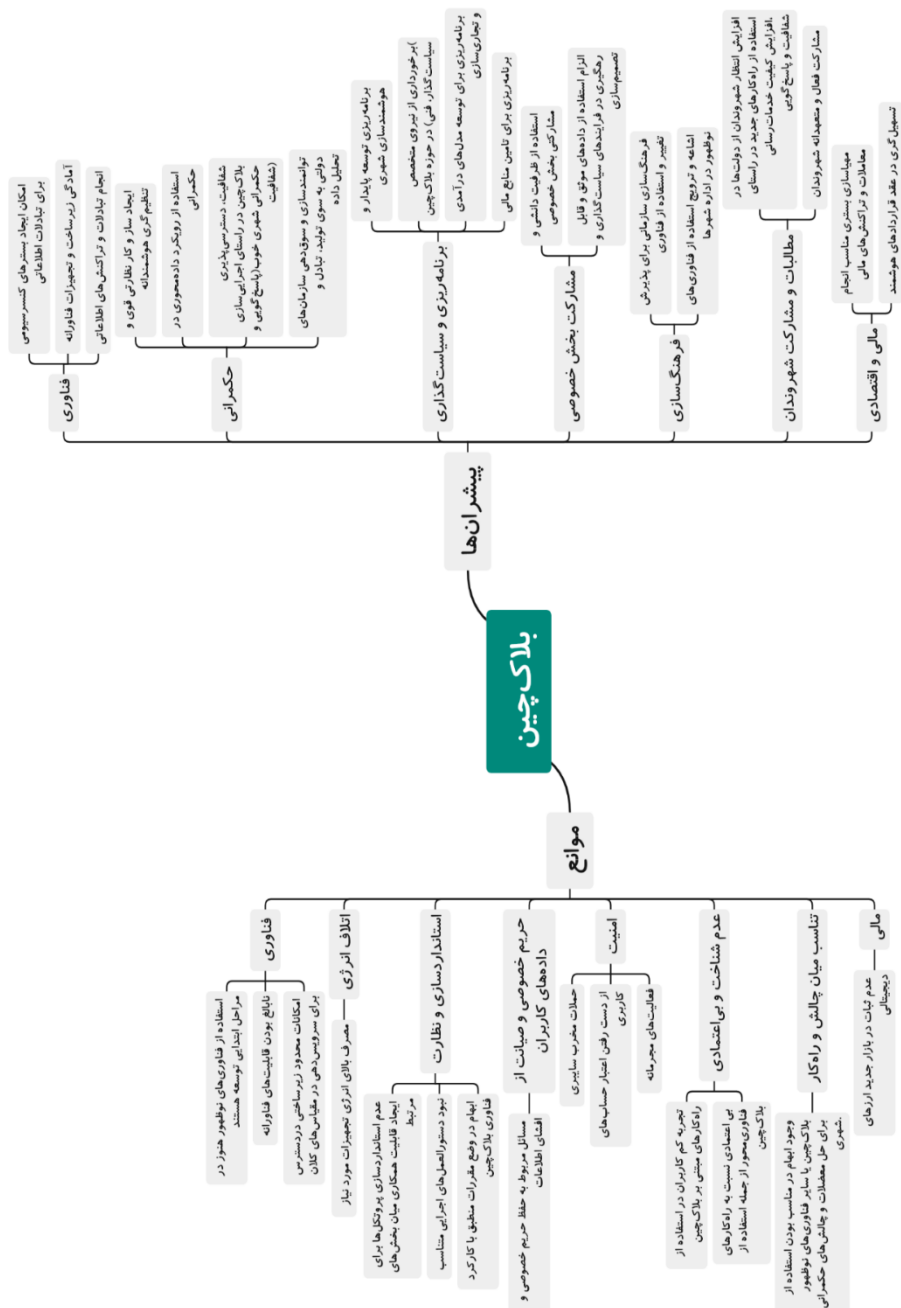 بلاک‌چین
پیشران‌ها
فناوری
امکان ایجاد بسترهای کنسرسیومی
برای تبادلات اطلاعاتی
آمادگی زیرساخت و تجهیزات فناورانه
انجام تبادلات و تراکنش‌های اطلاعاتی
حکمرانی
ایجاد ساز و کار نظارتی قوی و
تنظیم‌گری هوشمندانه
استفاده از رویکرد داده‌محوری در
حکمرانی
شفافیت، دسترسی‌پذیری
بلاک‌چین در راستای اجرایی‌سازی
حکمرانی شهری خوب(پاسخ‌گویی و
(شفافیت
توانمندسازی و سوق‌دهی سازمان‌های
دولتی به سوی تولید، تبادل و
تحلیل داده
برنامه‌ریزی و سیاست‌گذاری
برنامه‌ریزی توسعه پایدار و
هوشمندسازی شهری
)برخورداری از نیروی متخصص
سیاست‌گذار، فنی) در حوزه بلاک‌چین
برنامه‌ریزی برای توسعه مدل‌های درآمدی
و تجاری‌سازی
برنامه‌ریزی برای تامین منابع مالی
مشارکت بخش خصوصی
استفاده از ظرفیت دانشی و
مشارکتی بخش خصوصی
الزام استفاده از داده‌های موثق و قابل
رهگیری در فرایندهای سیاست‌گذاری و
تصمیم‌سازی
فرهنگ‌سازی
فرهنگ‌سازی سازمانی برای پذیرش
تغییر و استفاده از فناوری
اشاعه و ترویج استفاده از فناوری‌های
نوظهور در اداره شهرها
مطالبات و مشارکت شهروندان
افزایش انتظار شهروندان از دولت‌ها در
استفاده از راه‌کارهای جدید در راستای
.افزایش کیفیت خدمات‌رسانی
شفافیت و پاسخ‌گویی
مشارکت فعال و متعهدانه شهروندان
مالی و اقتصادی
مهیاسازی بستری مناسب انجام
معاملات و تراکنش‌های مالی
تسهیل‌گری در عقد قراردادهای هوشمند
موانع
فناوری
استفاده از فناوری‌های نوظهور هنوز در
مراحل ابتدایی توسعه هستند
نابالغ بودن قابلیت‌های فناورانه
امکانات محدود زیرساختی دردسترس
برای سرویس‌دهی در مقیاس‌های کلان
اتلاف انرژی
مصرف بالای انرژی تجهیزات مورد نیاز
استانداردسازی و نظارت
عدم استانداردسازی پروتکل‌ها برای
ایجاد قابلیت همکاری میان بخش‌های
مرتبط
نبود دستورالعمل‌های اجرایی متناسب
ابهام در وضع مقررات منطبق با کارکرد
فناوری بلاک‌چین
حریم خصوصی و صیانت از
داده‌های کاربران
مسائل مربوط به حفظ حریم خصوصی و
افشای اطلاعات
امنیت
حملات مخرب سایبری
از دست رفتن اعتبار حساب‌های
کاربری
فعالیت‌های مجرمانه
عدم شناخت و بی‌اعتمادی
تجربه کم کاربران در استفاده از
راه‌کارهای مبتنی بر بلاک‌چین
بی اعتمادی نسبت به راه‌کارهای
فناوری‌محور از جمله استفاده از
بلاک‌چین
تناسب میان چالش و راه‌کار
وجود ابهام در مناسب بودن استفاده از
بلاک‌چین یا سایر فناوری‌های نوظهور
برای حل معضلات و چالش‌های حکمرانی
.شهری
مالی
عدم ثبات در بازار جدید ارزهای
دیجیتالی